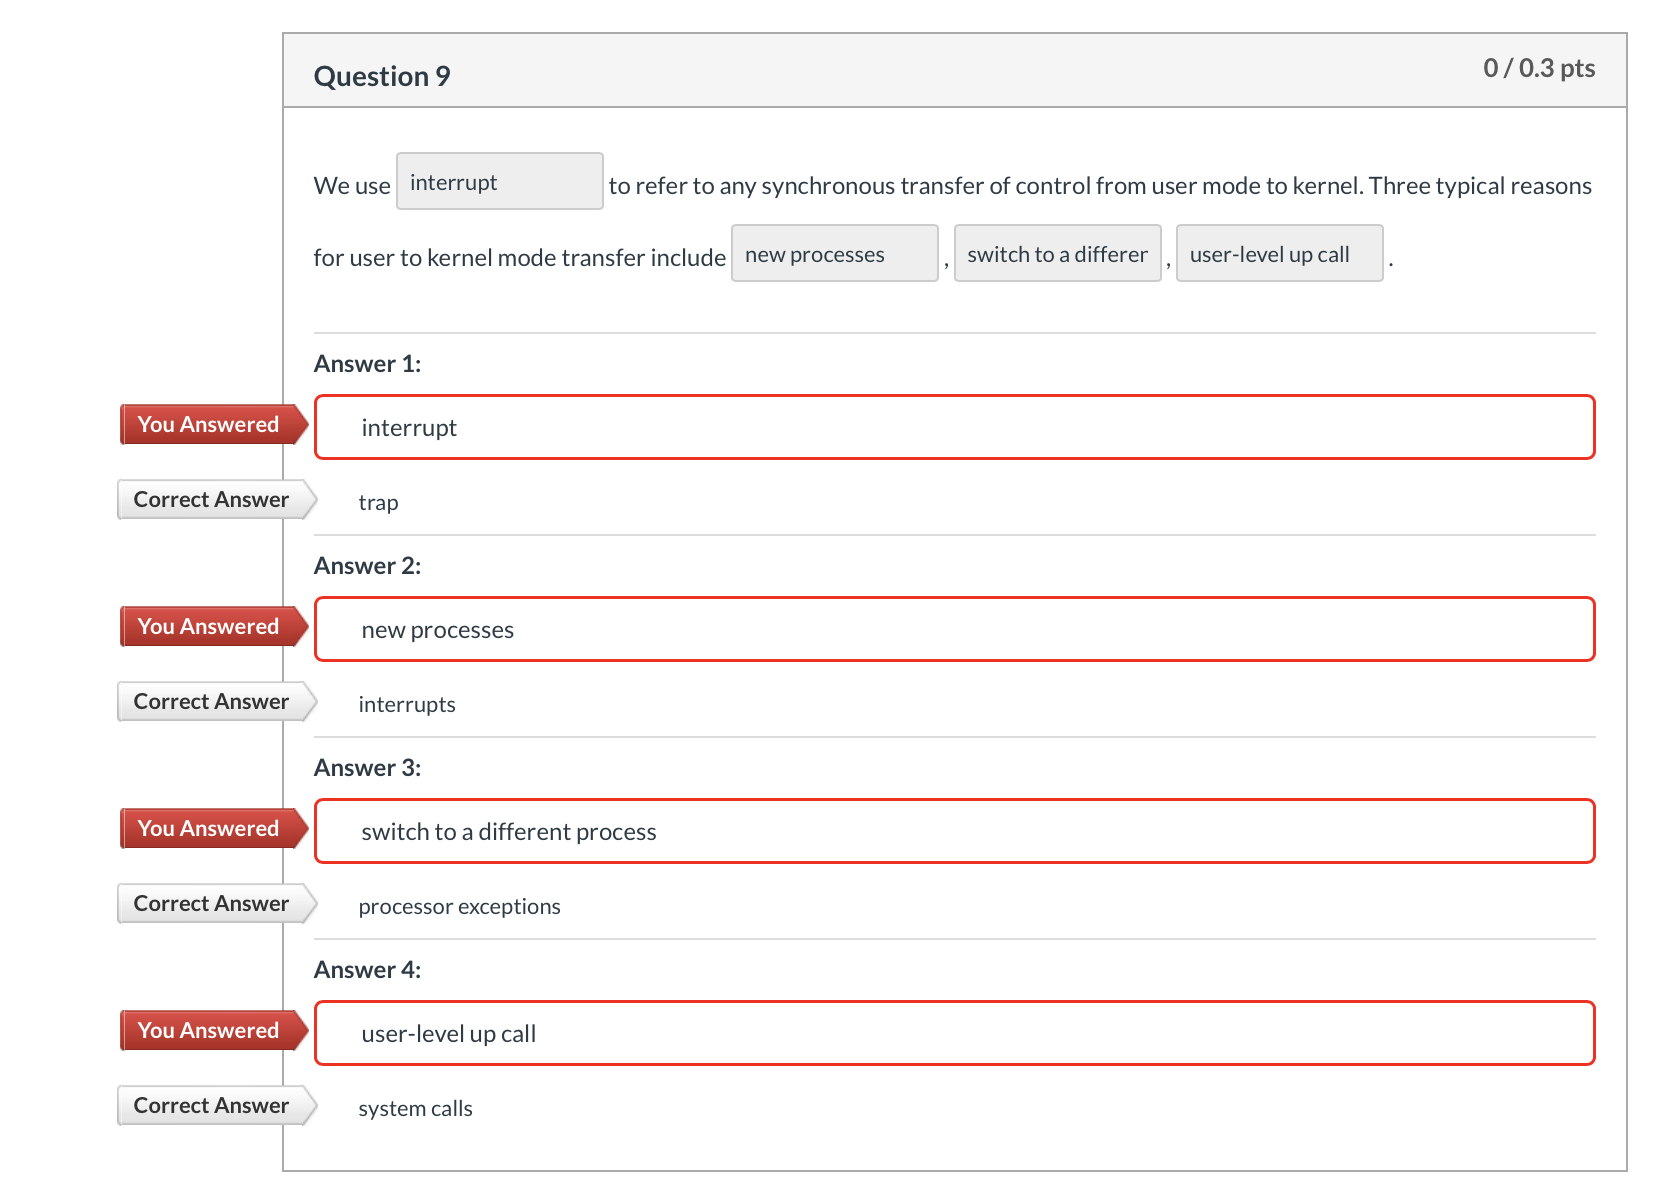 Question 9
0 / 0.3 pts
We use interrupt to refer to any synchronous transfer of control from user mode to kernel. Three typical reasons
for user to kernel mode transfer include new processes , switch to a differer , user-level up call .
Answer 1:
You Answered interrupt
Correct Answer trap
Answer 2:
You Answered new processes
Correct Answer interrupts
Answer 3:
You Answered switch to a different process
Correct Answer processor exceptions
Answer 4:
You Answered user-level up call
Correct Answer system calls